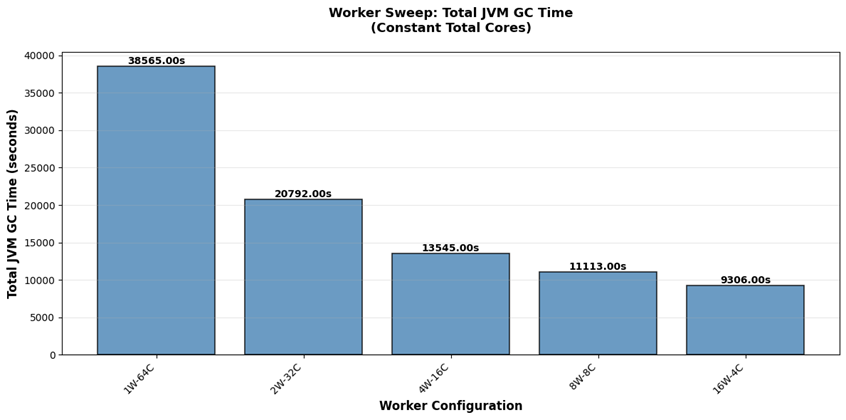 Worker Sweep: Total JVM GC Time
(Constant Total Cores)
Total JVM GC Time (seconds)
40000
35000
30000
25000
20000
15000
10000
5000
0
38565.00s
20792.00s
13545.00s
11113.00s
9306.00s
1W-64C
2W-32C
4W-16C
8W-8C
16W-4C
Worker Configuration